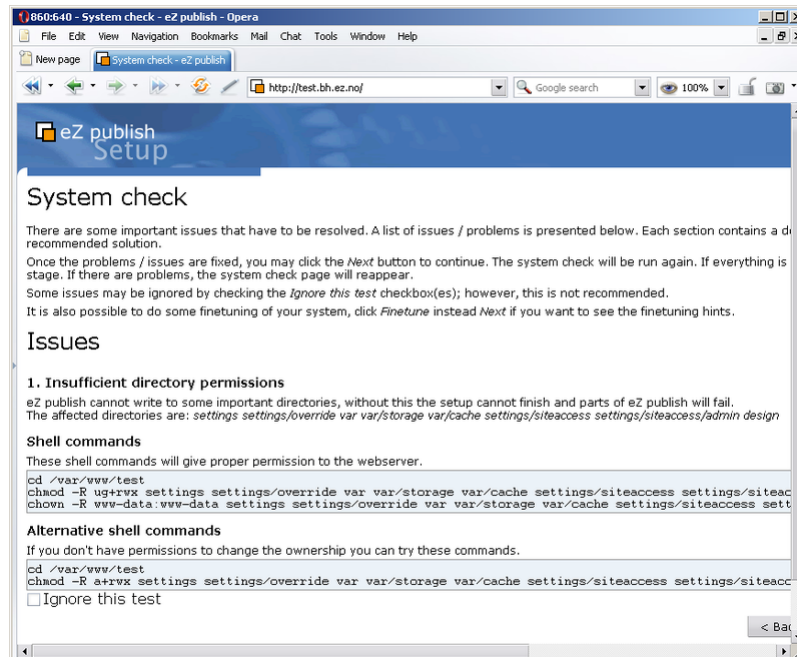 860:640 - System check - eZ publish - Opera
File Edit View Navigation Bookmarks Mail Chat Tools Window Help
New page System check - eZ publish
http://test.bh.ez.no/ Google search 100%
eZ publish
Setup
System check
There are some important issues that have to be resolved. A list of issues / problems is presented below. Each section contains a d
recommended solution.
Once the problems / issues are fixed, you may click the Next button to continue. The system check will be run again. If everything is
stage. If there are problems, the system check page will reappear.
Some issues may be ignored by checking the Ignore this test checkbox(es); however, this is not recommended.
It is also possible to do some finetuning of your system, click Finetune instead Next if you want to see the finetuning hints.
Issues
1. Insufficient directory permissions
eZ publish cannot write to some important directories, without this the setup cannot finish and parts of eZ publish will fail.
The affected directories are: settings settings/override var var/storage var/cache settings/siteaccess settings/siteaccess/admin design
Shell commands
These shell commands will give proper permission to the webserver.
cd /var/www/test
chmod -R ug+rwx settings settings/override var var/storage var/cache settings/siteaccess settings/siteac
chown -R www-data:www-data settings settings/override var var/storage var/cache settings/siteaccess sett
Alternative shell commands
If you don't have permissions to change the ownership you can try these commands.
cd /var/www/test
chmod -R a+rwx settings settings/override var var/storage var/cache settings/siteaccess settings/siteacc
Ignore this test
< Bac